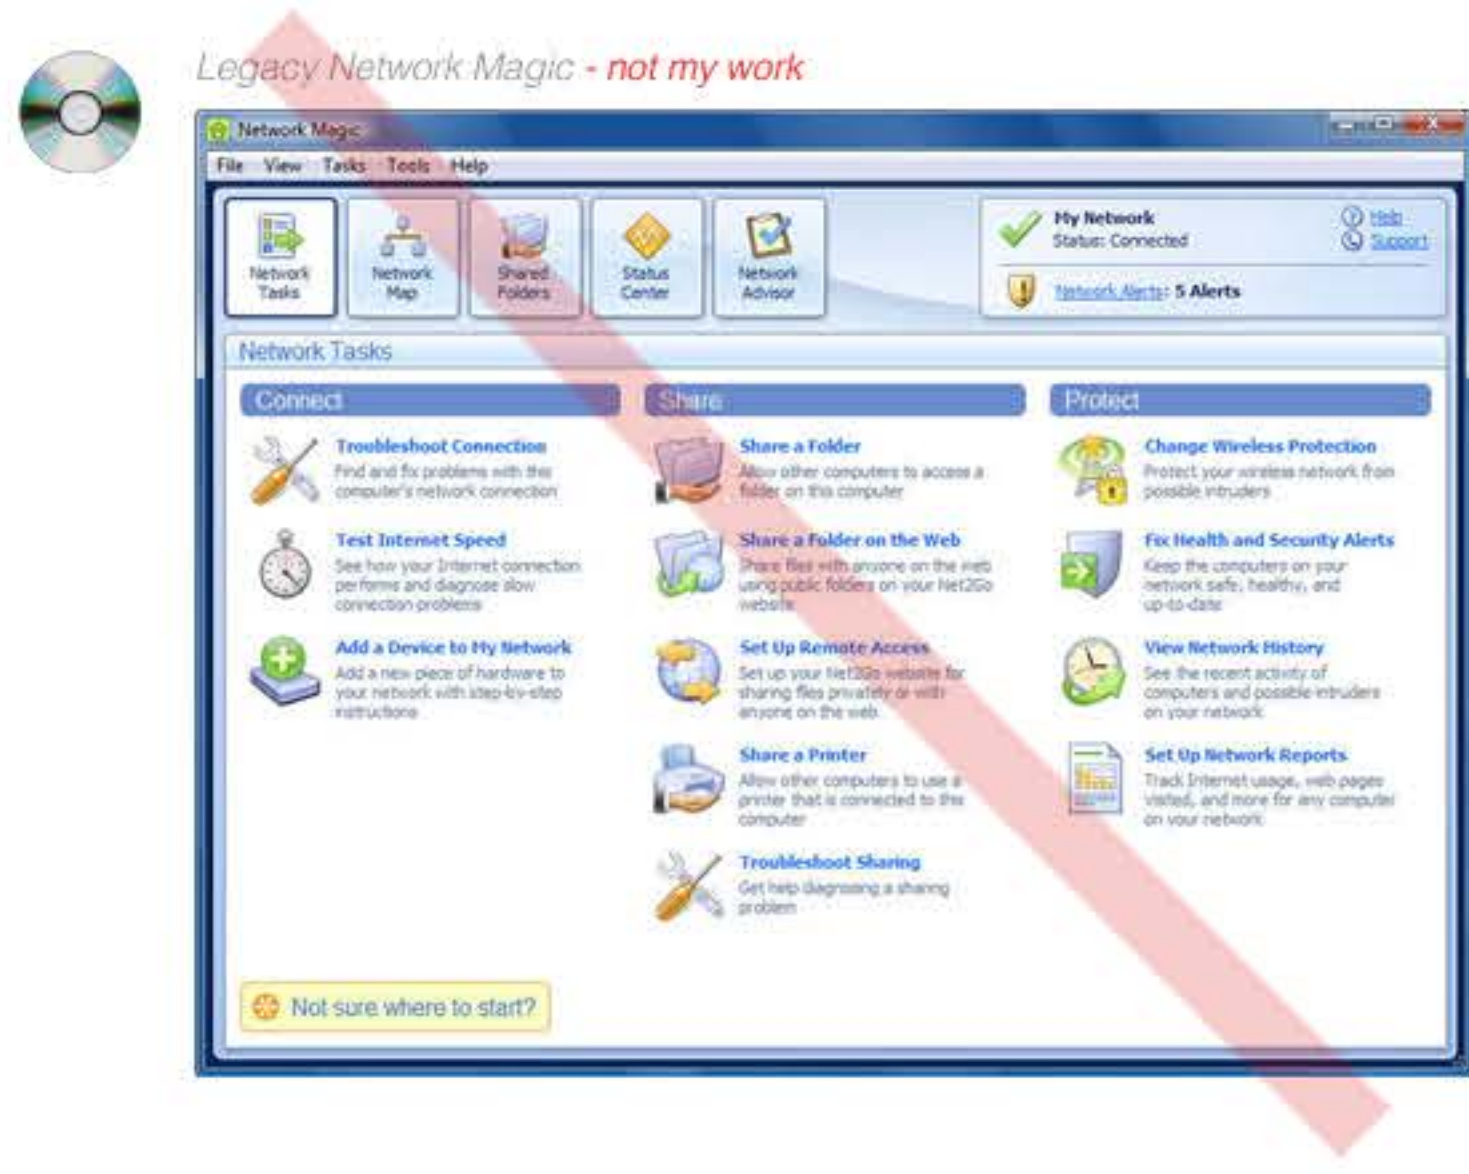 Legacy Network Magic - not my work
Network Magic
File View Tasks Tools Help
Network
Tasks
Network
Map
Shared
Folders
Status
Center
Network
Advisor
My Network
Status: Connected
Help
Support
Network Alerts: 5 Alerts
Network Tasks
Connect
Troubleshoot Connection
Find and fix problems with this
computer's network connection
Test Internet Speed
See how your Internet connection
performs and diagnose slow
connection problems
Add a Device to My Network
Add a new piece of hardware to
your network with step-by-step
instructions
Share
Share a Folder
Allow other computers to access a
folder on this computer
Share a Folder on the Web
Share files with anyone on the web
using public folders on your Net2Go
website
Set Up Remote Access
Set up your Net2Go website for
sharing files privately or with
anyone on the web
Share a Printer
Allow other computers to use a
printer that is connected to this
computer
Troubleshoot Sharing
Get help diagnosing a sharing
problem
Protect
Change Wireless Protection
Protect your wireless network from
possible intruders
Fix Health and Security Alerts
Keep the computers on your
network safe, healthy, and
up-to-date
View Network History
See the recent activity of
computers and possible intruders
on your network
Set Up Network Reports
Track Internet usage, web pages
visited, and more for any computer
on your network
Not sure where to start?